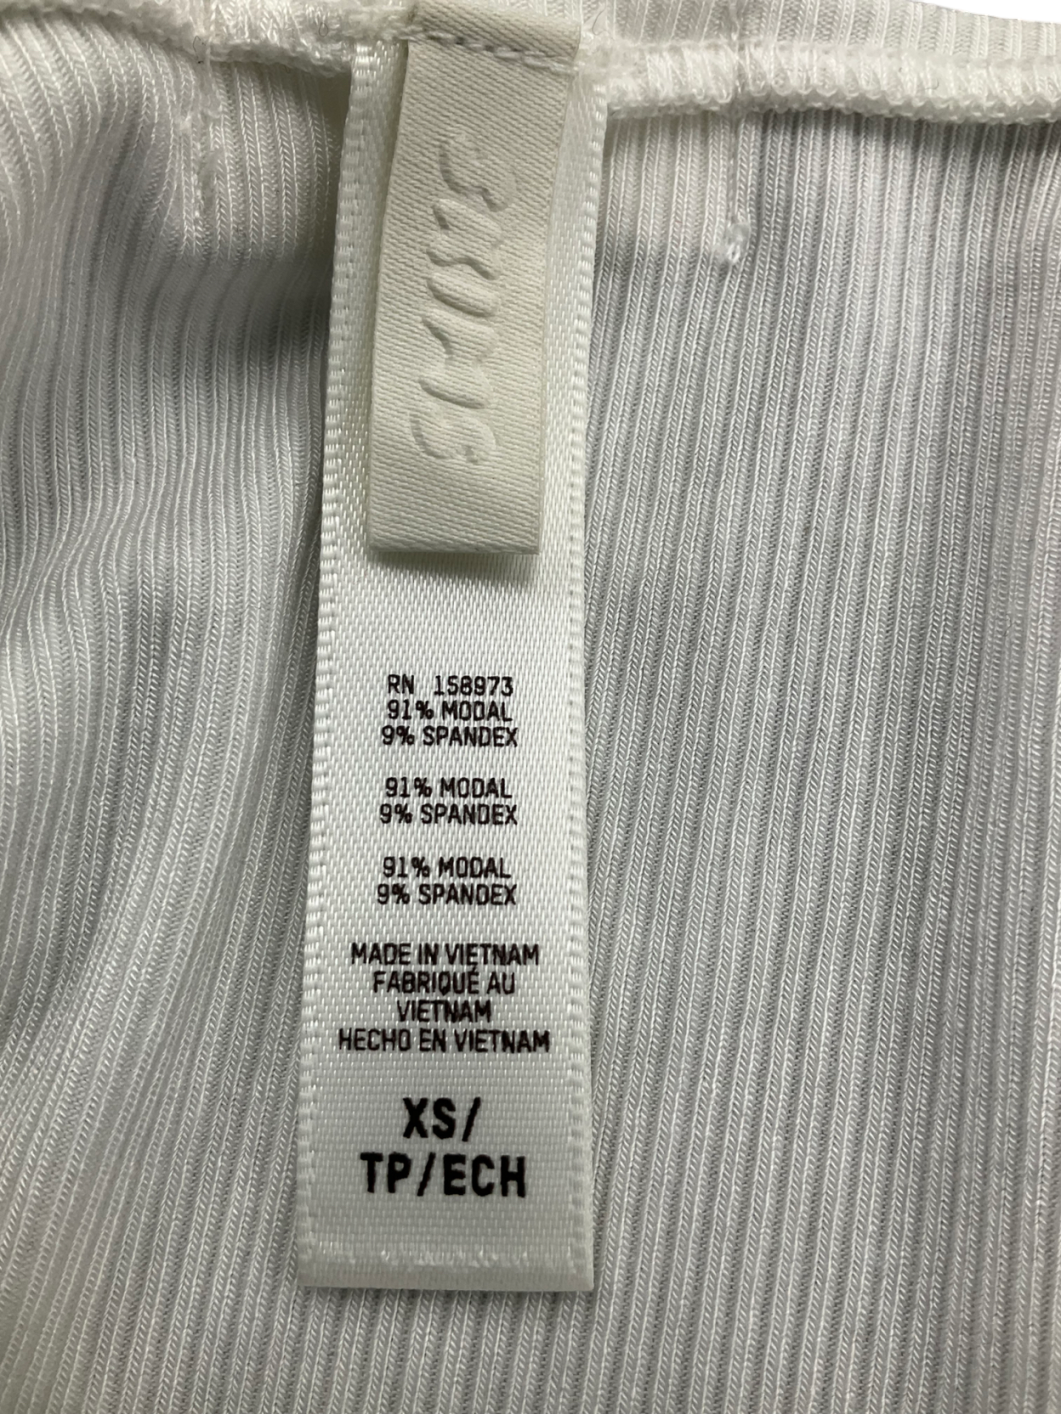 SKIMS
RN 158973
91% MODAL
9% SPANDEX
91% MODAL
9% SPANDEX
91% MODAL
9% SPANDEX
MADE IN VIETNAM
FABRIQUÉ AU
VIETNAM
HECHO EN VIETNAM
XS/
TP/ECH